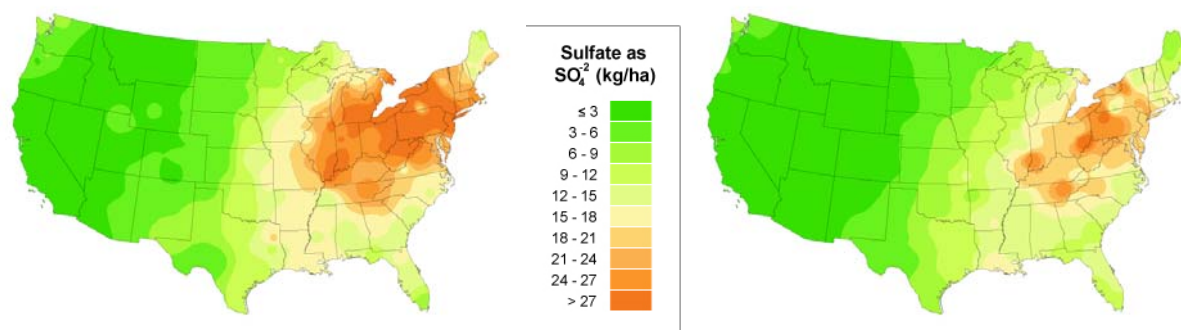 Sulfate as
SO₄⁻² (kg/ha)
≤ 3
3 - 6
6 - 9
9 - 12
12 - 15
15 - 18
18 - 21
21 - 24
24 - 27
> 27